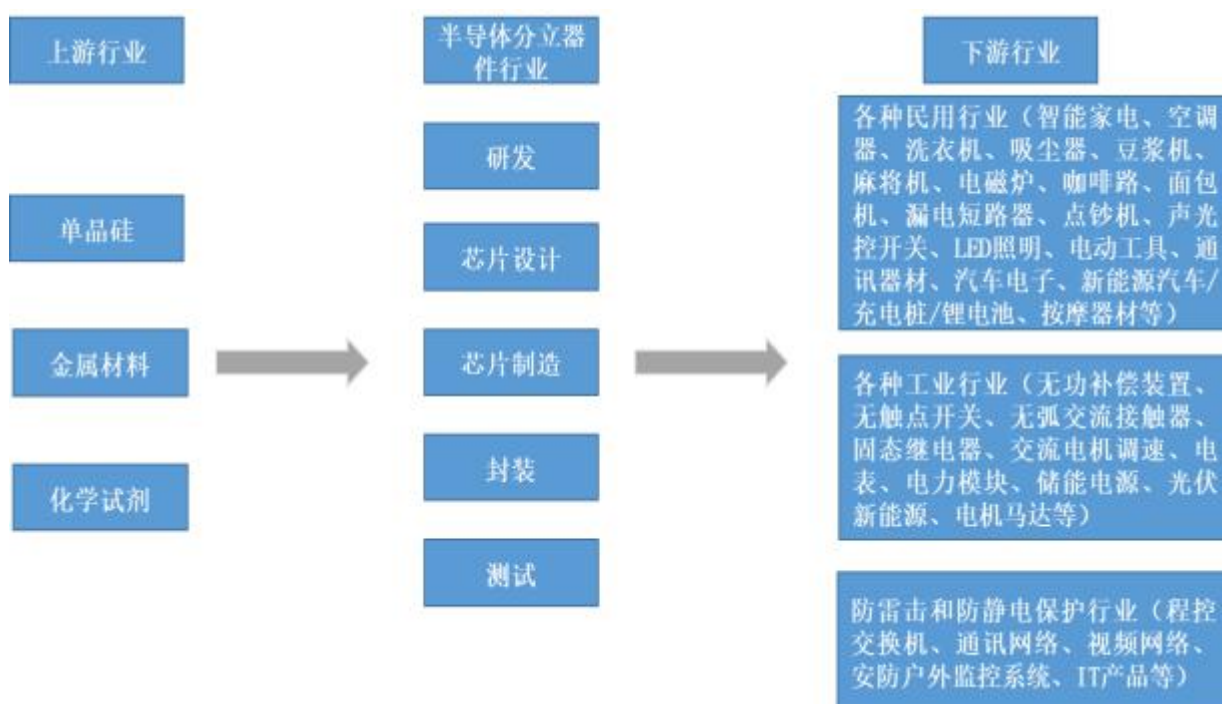 上游行业
单品硅
金属材料
化学试剂
半导体分立器
件行业
研发
芯片设计
芯片制造
封装
测试
下游行业
各种民用行业（智能家电、空调
器、洗衣机、吸尘器、豆浆机、
麻将机、电磁炉、咖啡路、面包
机、漏电短路器、点钞机、声光
控开关、LED照明、电动工具、通
讯器材、汽车电子、新能源汽车/
充电桩/锂电池、按摩器材等）
各种工业行业（无功补偿装置、
无触点开关、无弧交流接触器、
固态继电器、交流电机调速、电
表、电力模块、储能电源、光伏
新能源、电机马达等）
防雷击和防静电保护行业（程控
交换机、通讯网络、视频网络、
安防户外监控系统、IT产品等）